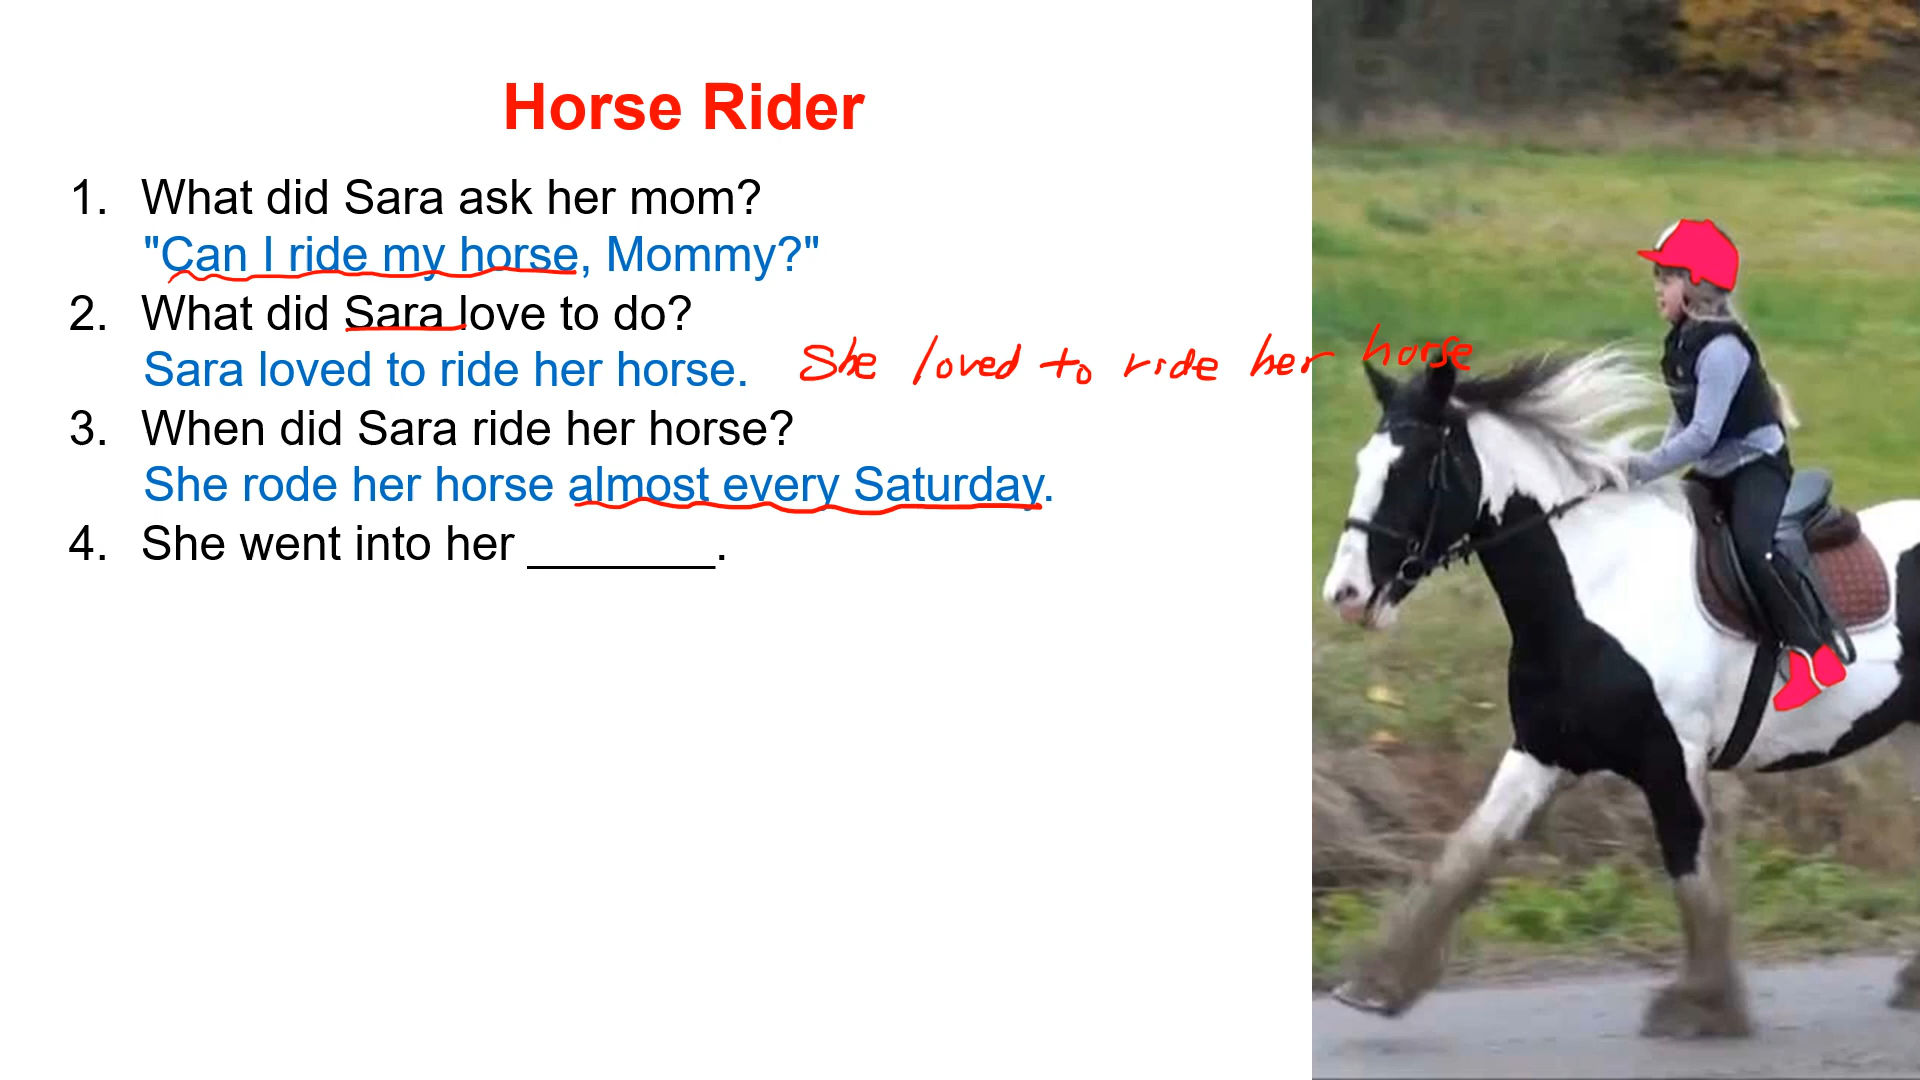 Horse Rider
1. What did Sara ask her mom?
"Can I ride my horse, Mommy?"
2. What did Sara love to do?
Sara loved to ride her horse. She loved to ride her horse
3. When did Sara ride her horse?
She rode her horse almost every Saturday.
4. She went into her _______.